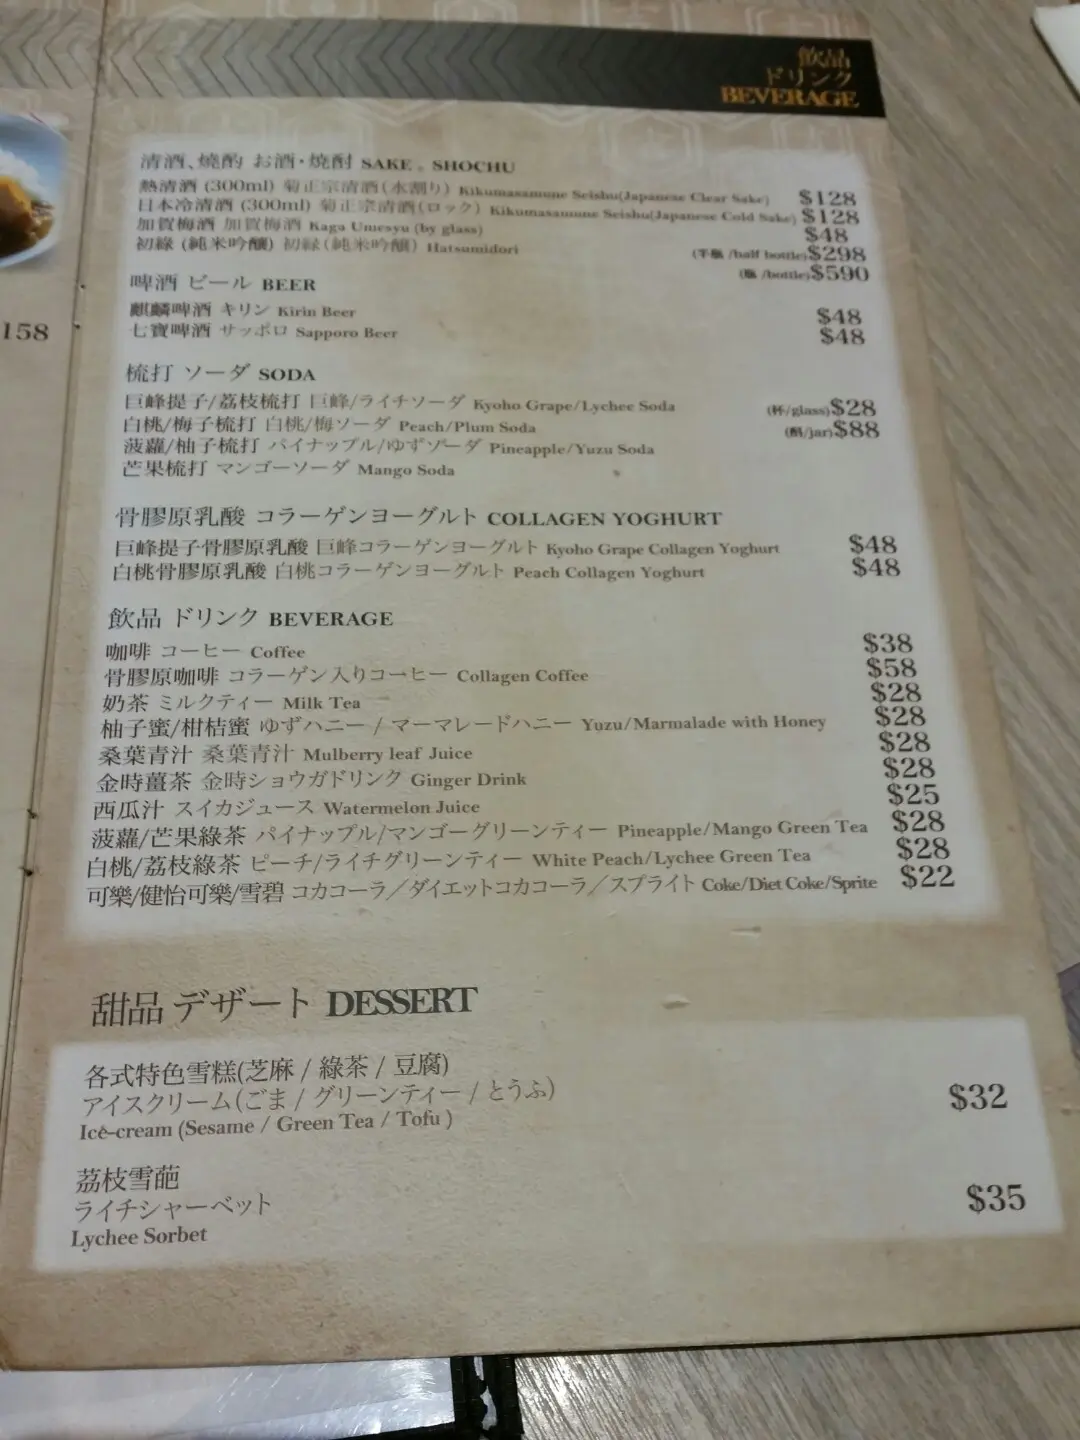 飲品
ドリンク
BEVERAGE
158
清酒、燒酌 お酒・焼酎 SAKE 。 SHOCHU
熱清酒 (300ml) 菊正宗清酒(水割り) Kikumasamune Seishu(Japanese Clear Sake) $128
日本冷清酒 (300ml) 菊正宗清酒(ロック) Kikumasamune Seishu(Japanese Cold Sake) $128
加賀梅酒 加賀梅酒 Kaga Umesyu (by glass) $48
初綠 (純米吟釀) 初緑(純米吟醸) Hatsumidori (半瓶 /half bottle)$298
(瓶 /bottle)$590
啤酒 ビール BEER
麒麟啤酒 キリン Kirin Beer $48
七寶啤酒 サッポロ Sapporo Beer $48
梳打 ソーダ SODA
巨峰提子/荔枝梳打 巨峰/ライチソーダ Kyoho Grape/Lychee Soda (杯/glass)$28
白桃/梅子梳打 白桃/梅ソーダ Peach/Plum Soda (酙/jar)$88
菠蘿/柚子梳打 パイナップル/ゆずソーダ Pineapple/Yuzu Soda
芒果梳打 マンゴーソーダ Mango Soda
骨膠原乳酸 コラーゲンヨーグルト COLLAGEN YOGHURT
巨峰提子骨膠原乳酸 巨峰コラーゲンヨーグルト Kyoho Grape Collagen Yoghurt $48
白桃骨膠原乳酸 白桃コラーゲンヨーグルト Peach Collagen Yoghurt $48
飲品 ドリンク BEVERAGE
咖啡 コーヒー Coffee $38
骨膠原咖啡 コラーゲン入りコーヒー Collagen Coffee $58
奶茶 ミルクティー Milk Tea $28
柚子蜜/柑桔蜜 ゆずハニー / マーマレードハニー Yuzu/Marmalade with Honey $28
桑葉青汁 桑葉青汁 Mulberry leaf Juice $28
金時薑茶 金時ショウガドリンク Ginger Drink $28
西瓜汁 スイカジュース Watermelon Juice $25
菠蘿/芒果綠茶 パイナップル/マンゴーグリーンティー Pineapple/Mango Green Tea $28
白桃/荔枝綠茶 ピーチ/ライチグリーンティー White Peach/Lychee Green Tea $28
可樂/健怡可樂/雪碧 コカコーラ／ダイエットコカコーラ／スプライト Coke/Diet Coke/Sprite $22
甜品 デザート DESSERT
各式特色雪糕(芝麻 / 綠茶 / 豆腐)
アイスクリーム(ごま / グリーンティー / とうふ) $32
Ice-cream (Sesame / Green Tea / Tofu )
荔枝雪葩
ライチシャーベット $35
Lychee Sorbet